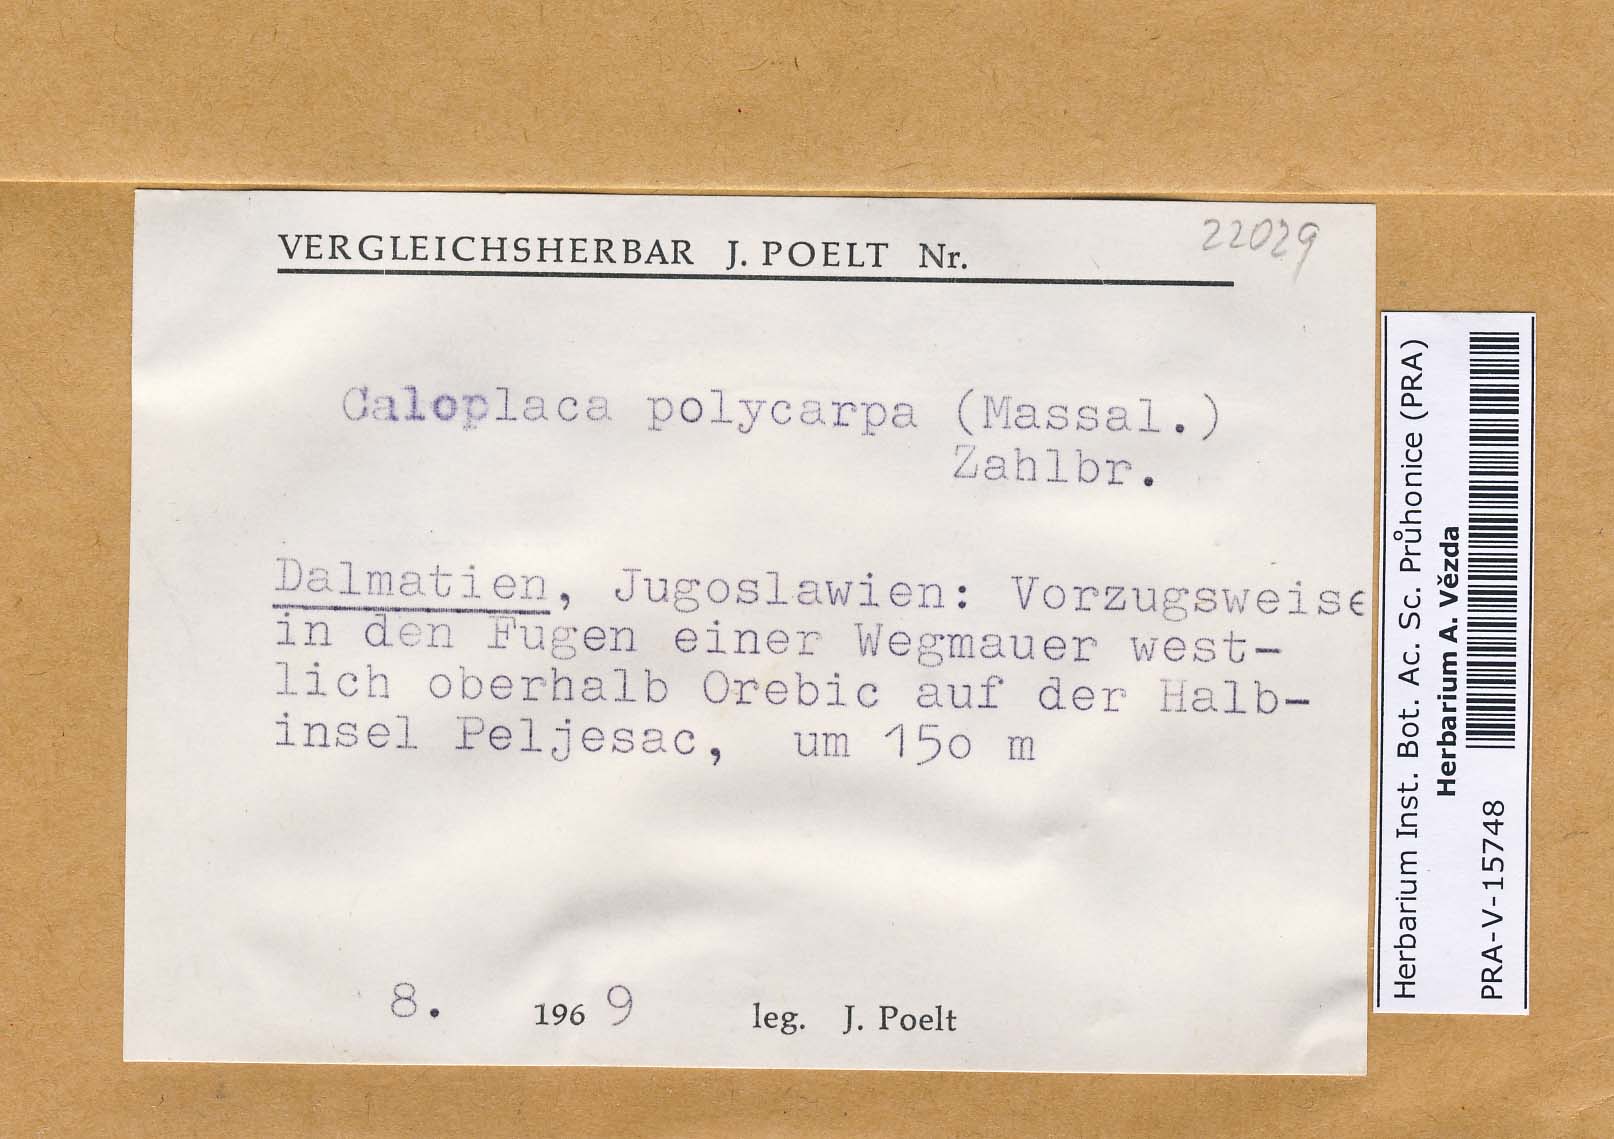 VERGLEICHSHERBAR J. POELT Nr.
22029
Caloplaca polycarpa (Massal.)
Zahlbr.
Dalmatien, Jugoslawien: Vorzugsweise
in den Fugen einer Wegmauer west-
lich oberhalb Orebic auf der Halb-
insel Peljesac, um 150 m
8. 1969 leg. J. Poelt
Herbarium Inst. Bot. Ac. Sc. Průhonice (PRA)
Herbarium A. Vězda
PRA-V-15748